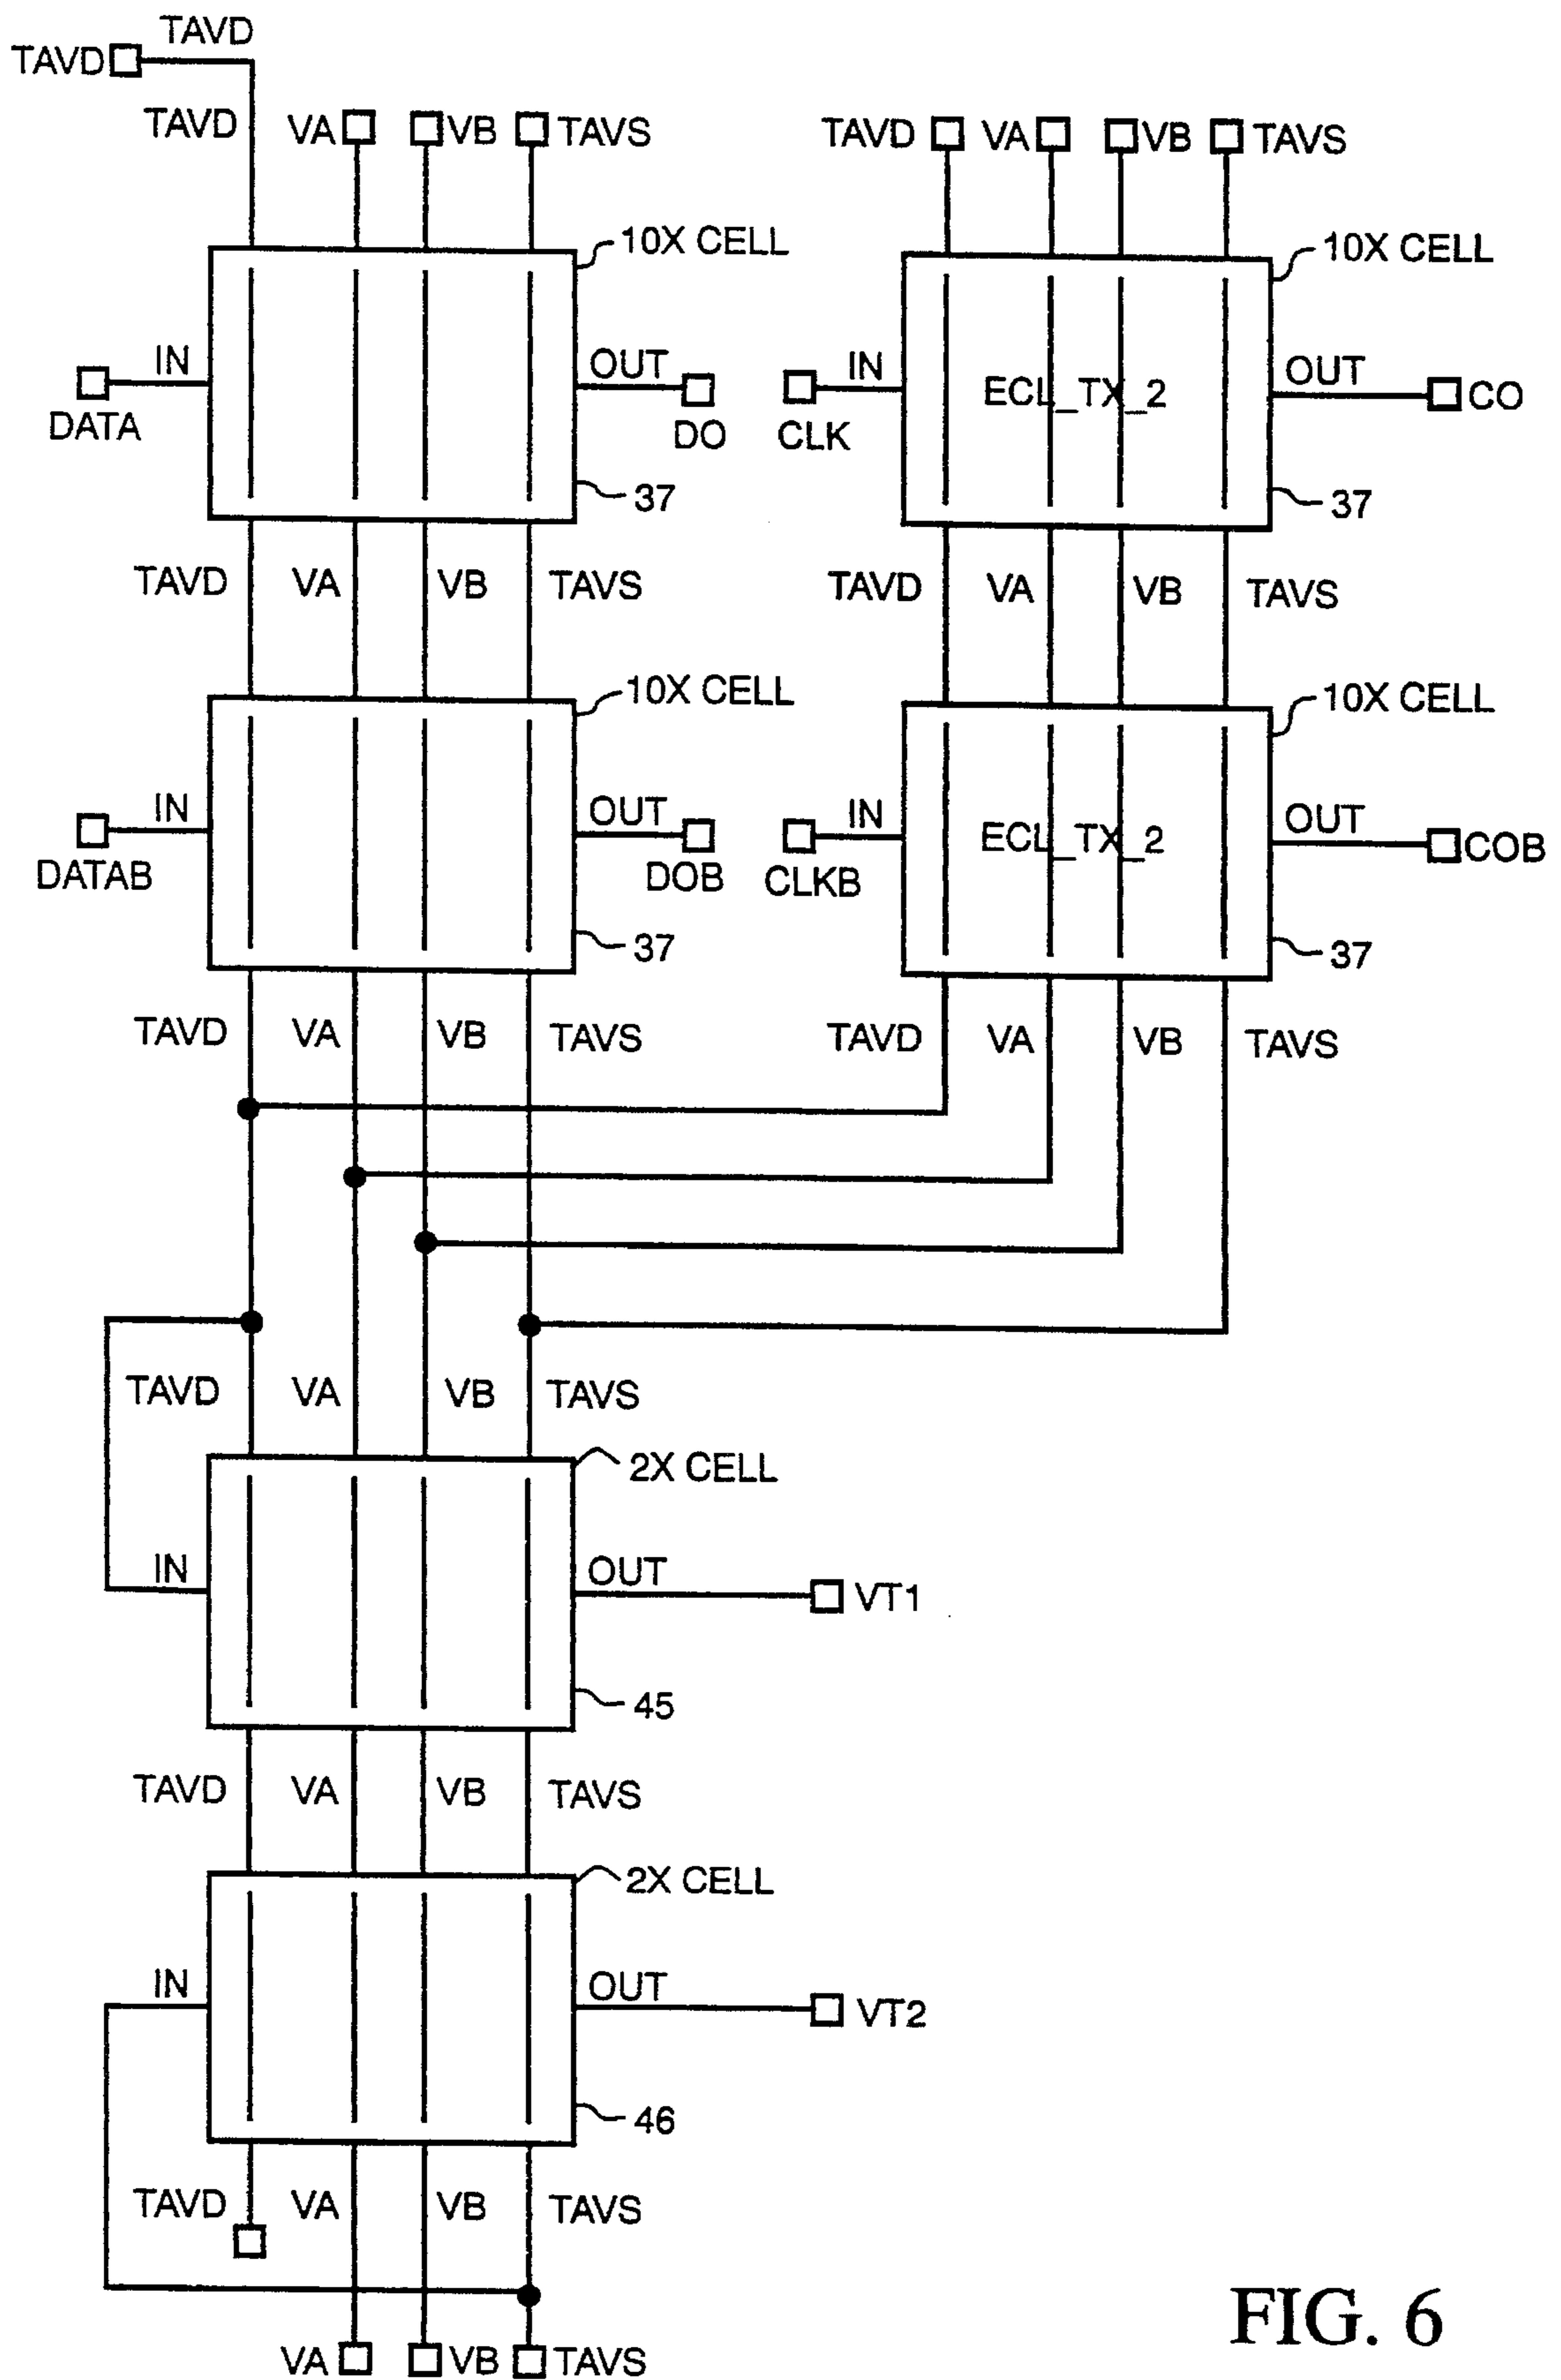 TAVD
TAVD
TAVD VA VB TAVS TAVD VA VB TAVS
10X CELL 10X CELL
IN OUT IN ECL_TX_2 OUT CO
DATA DO CLK
37 37
TAVD VA VB TAVS TAVD VA VB TAVS
10X CELL 10X CELL
IN OUT IN ECL_TX_2 OUT COB
DATAB DOB CLKB
37 37
TAVD VA VB TAVS TAVD VA VB TAVS
TAVD VA VB TAVS
2X CELL
IN OUT VT1
45
TAVD VA VB TAVS
2X CELL
IN OUT VT2
46
TAVD VA VB TAVS
VA VB TAVS
FIG. 6